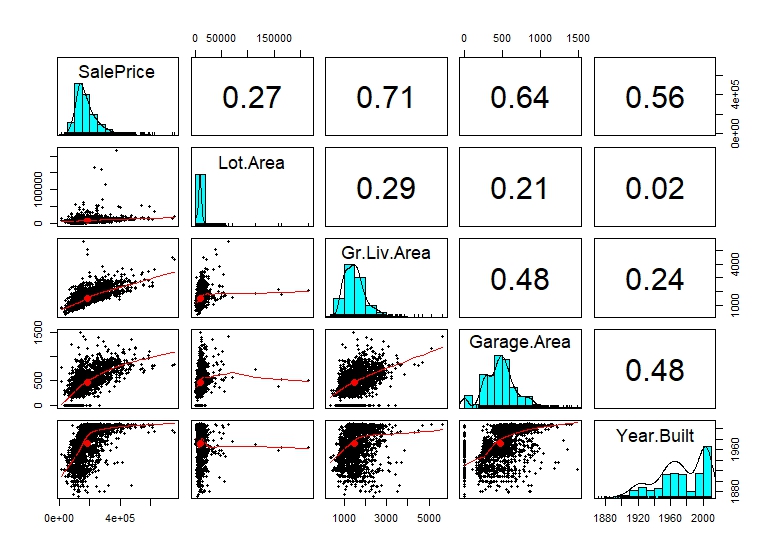 0 50000 150000 0 500 1000 1500
SalePrice 0.27 0.71 0.64 0.56
0e+00 4e+05
Lot.Area 0.29 0.21 0.02
0 100000
Gr.Liv.Area 0.48 0.24
1000 4000
Garage.Area 0.48
0 500 1500
Year.Built
1880 1960
0e+00 4e+05 1000 3000 5000 1880 1920 1960 2000